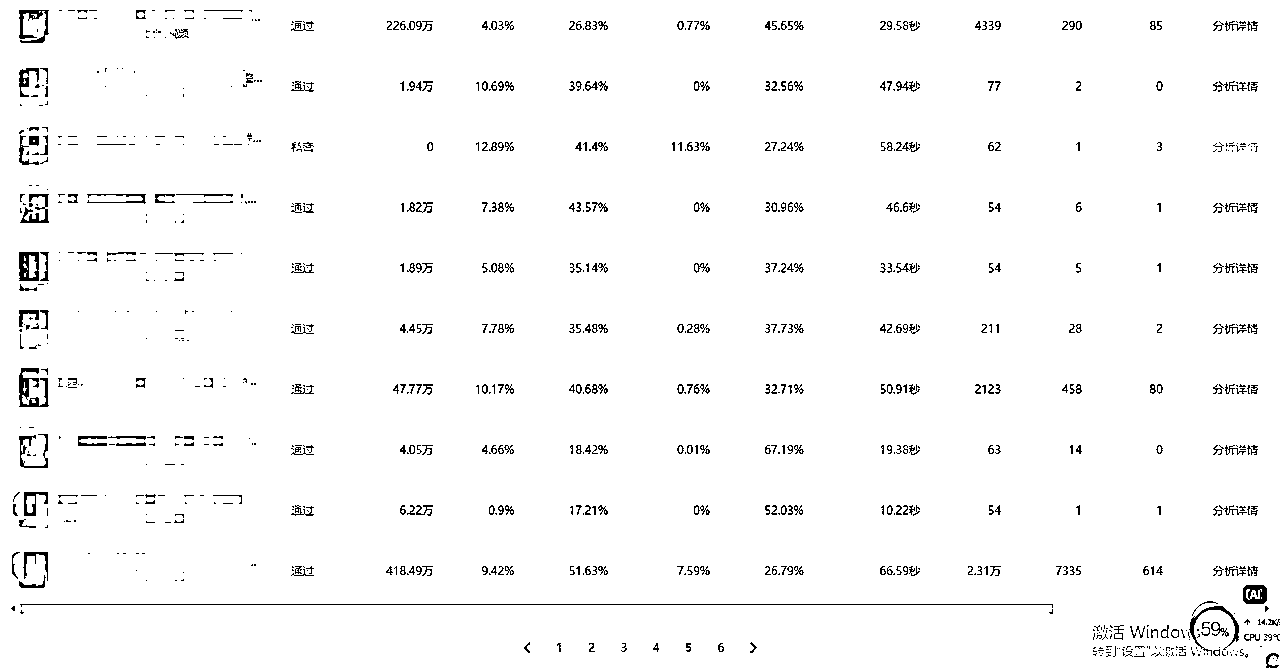 通过 226.09万 4.03% 26.83% 0.77% 45.65% 29.58秒 4339 290 85 分析详情
通过 1.94万 10.69% 39.64% 0% 32.56% 47.94秒 77 2 0 分析详情
私密 0 12.89% 41.4% 11.63% 27.24% 58.24秒 62 1 3 分析详情
通过 1.82万 7.38% 43.57% 0% 30.96% 46.6秒 54 6 1 分析详情
通过 1.89万 5.08% 35.14% 0% 37.24% 33.54秒 54 5 1 分析详情
通过 4.45万 7.78% 35.48% 0.28% 37.73% 42.69秒 211 28 2 分析详情
通过 47.77万 10.17% 40.68% 0.76% 32.71% 50.91秒 2123 458 80 分析详情
通过 4.05万 4.66% 18.42% 0.01% 67.19% 19.38秒 63 14 0 分析详情
通过 6.22万 0.9% 17.21% 0% 52.03% 10.22秒 54 1 1 分析详情
通过 418.49万 9.42% 51.63% 7.59% 26.79% 66.59秒 2.31万 7335 614 分析详情
1 2 3 4 5 6
激活 Windows
转到"设置"以激活 Windows。
59%
AI
CPU 39°C